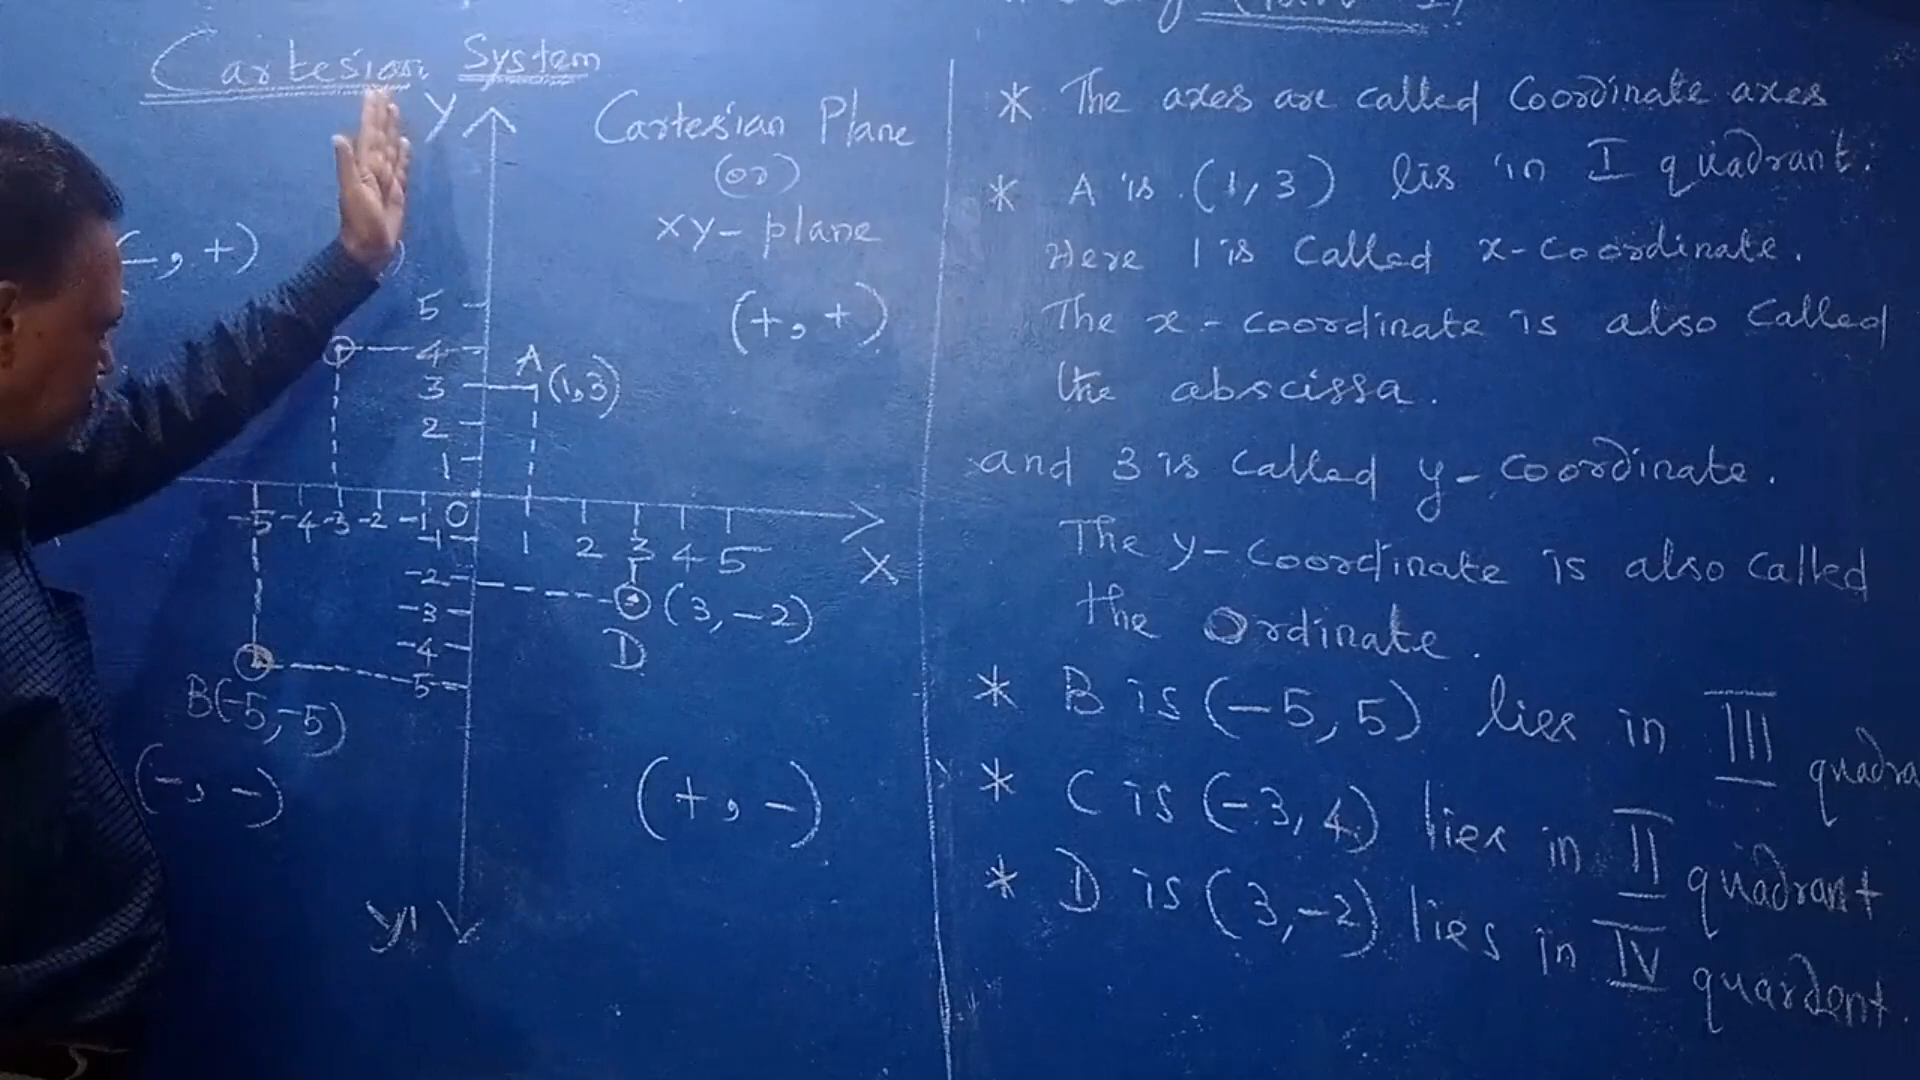 Cartesian System
Y
Cartesian Plane
(or)
xy-plane
(-, +)
(+, +)
5
4
3
2
1
A
(1,3)
-5 -4 -3 -2 -1 O 1 2 3 4 5
X
-1
-2
-3
-4
-5
(3, -2)
D
B(-5,-5)
(-, -)
(+, -)
y'
* The axes are called Coordinate axes
* A is (1,3) lis in I quadrant.
Here 1 is called x-coordinate.
The x-coordinate is also called
the abscissa.
and 3 is called y-coordinate.
The y-coordinate is also called
the Ordinate.
* B is (-5, 5) lies in III
* C is (-3, 4) lies in II quadrant
* D is (3,-2) lies in IV quardent.